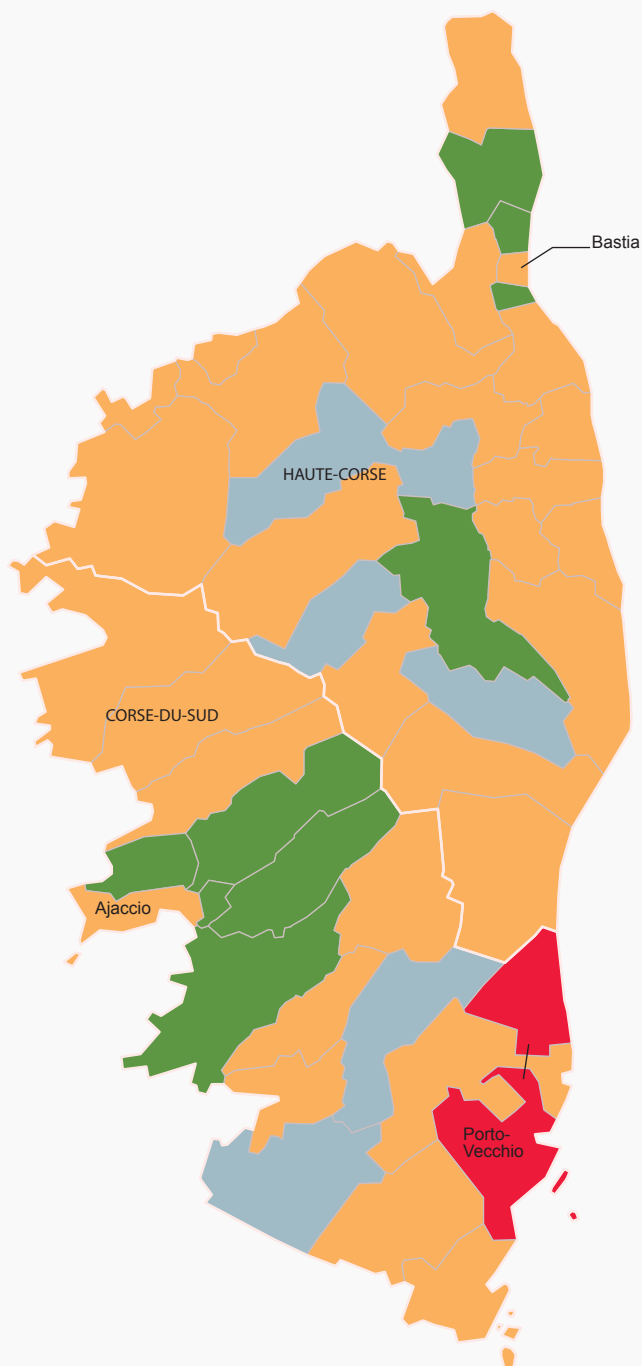 Bastia
HAUTE-CORSE
CORSE-DU-SUD
Ajaccio
Porto-
Vecchio